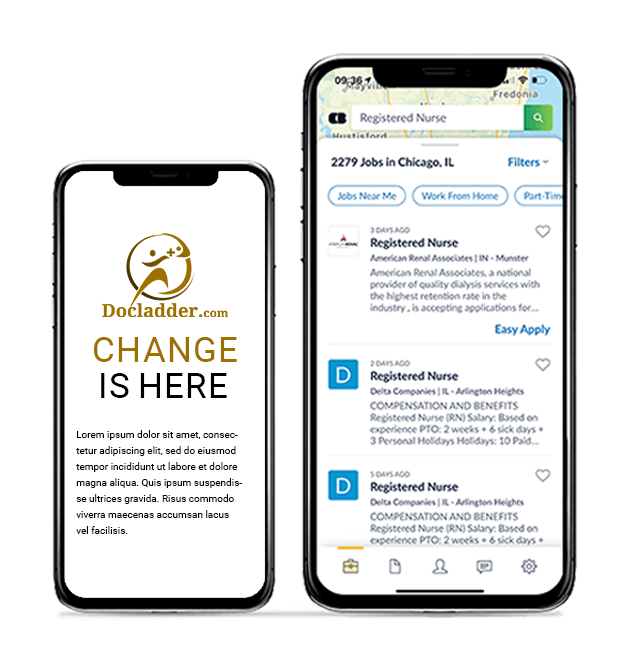 Docladder.com
CHANGE
IS HERE
Lorem ipsum dolor sit amet, consec-
tetur adipiscing elit, sed do eiusmod
tempor incididunt ut labore et dolore
magna aliqua. Quis ipsum suspendis-
se ultrices gravida. Risus commodo
viverra maecenas accumsan lacus
vel facilisis.
09:36
Mayville
Fredonia
CB
Registered Nurse
Hustisford
2279 Jobs in Chicago, IL
Filters
Jobs Near Me
Work From Home
Part-Time
3 DAYS AGO
Registered Nurse
American Renal Associates | IN - Munster
American Renal Associates, a national
provider of quality dialysis services with
the highest retention rate in the
industry , is accepting applications for...
Easy Apply
2 DAYS AGO
D
Registered Nurse
Delta Companies | IL - Arlington Heights
COMPENSATION AND BENEFITS
Registered Nurse (RN) Salary: Based on
experience PTO: 2 weeks + 6 sick days +
3 Personal Holidays Holidays: 10 Paid...
5 DAYS AGO
D
Registered Nurse
Delta Companies | IL - Arlington Heights
COMPENSATION AND BENEFITS
Registered Nurse (RN) Salary: Based on
experience PTO: 2 weeks + 6 sick days +